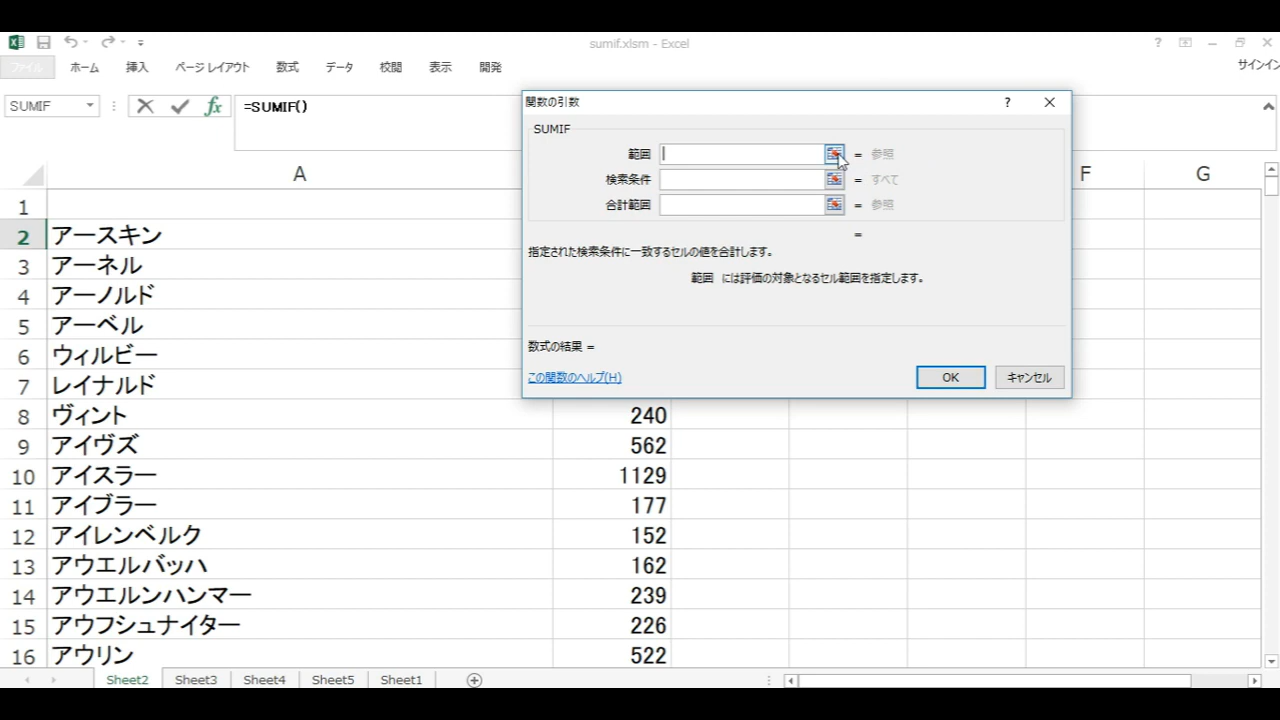 sumif.xlsm - Excel
ファイル ホーム 挿入 ページ レイアウト 数式 データ 校閲 表示 開発 サインイン
SUMIF =SUMIF()
関数の引数
SUMIF
範囲 = 参照
検索条件 = すべて
合計範囲 = 参照
=
指定された検索条件に一致するセルの値を合計します。
範囲 には評価の対象となるセル範囲を指定します。
数式の結果 =
この関数のヘルプ(H) OK キャンセル
A F G
1
2 アースキン
3 アーネル
4 アーノルド
5 アーベル
6 ウィルビー
7 レイナルド
8 ヴィント 240
9 アイヴズ 562
10 アイスラー 1129
11 アイブラー 177
12 アイレンベルク 152
13 アウエルバッハ 162
14 アウエルンハンマー 239
15 アウフシュナイター 226
16 アウリン 522
Sheet2 Sheet3 Sheet4 Sheet5 Sheet1